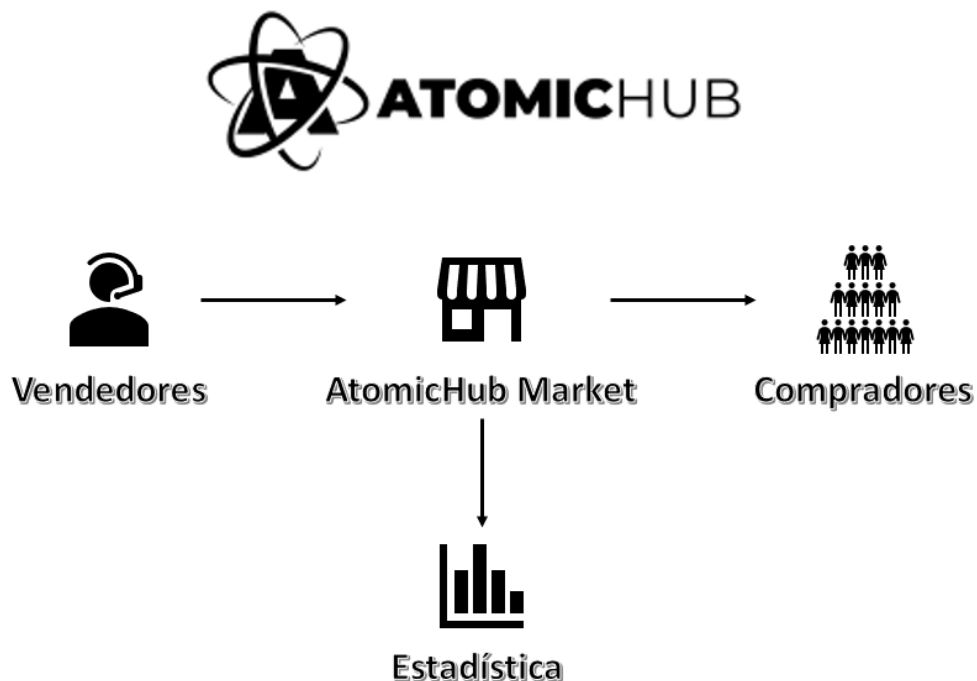 ATOMICHUB
Vendedores
AtomicHub Market
Compradores
Estadística